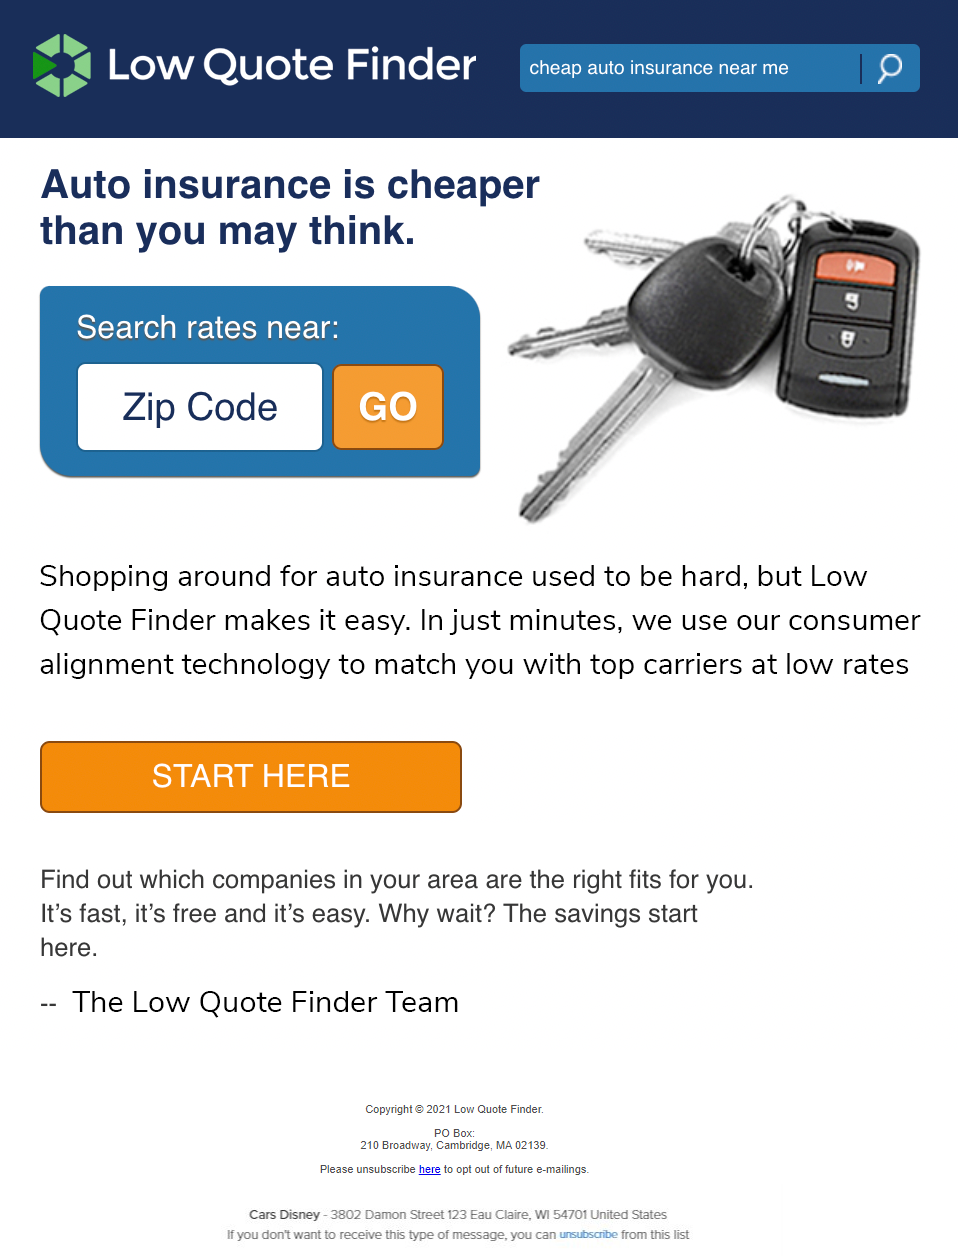 Low Quote Finder
cheap auto insurance near me
Auto insurance is cheaper
than you may think.
Search rates near:
Zip Code
GO
Shopping around for auto insurance used to be hard, but Low
Quote Finder makes it easy. In just minutes, we use our consumer
alignment technology to match you with top carriers at low rates
START HERE
Find out which companies in your area are the right fits for you.
It’s fast, it’s free and it’s easy. Why wait? The savings start
here.
-- The Low Quote Finder Team
Copyright © 2021 Low Quote Finder.
PO Box:
210 Broadway, Cambridge, MA 02139.
Please unsubscribe here to opt out of future e-mailings.
Cars Disney - 3802 Damon Street 123 Eau Claire, WI 54701 United States
If you don't want to receive this type of message, you can unsubscribe from this list